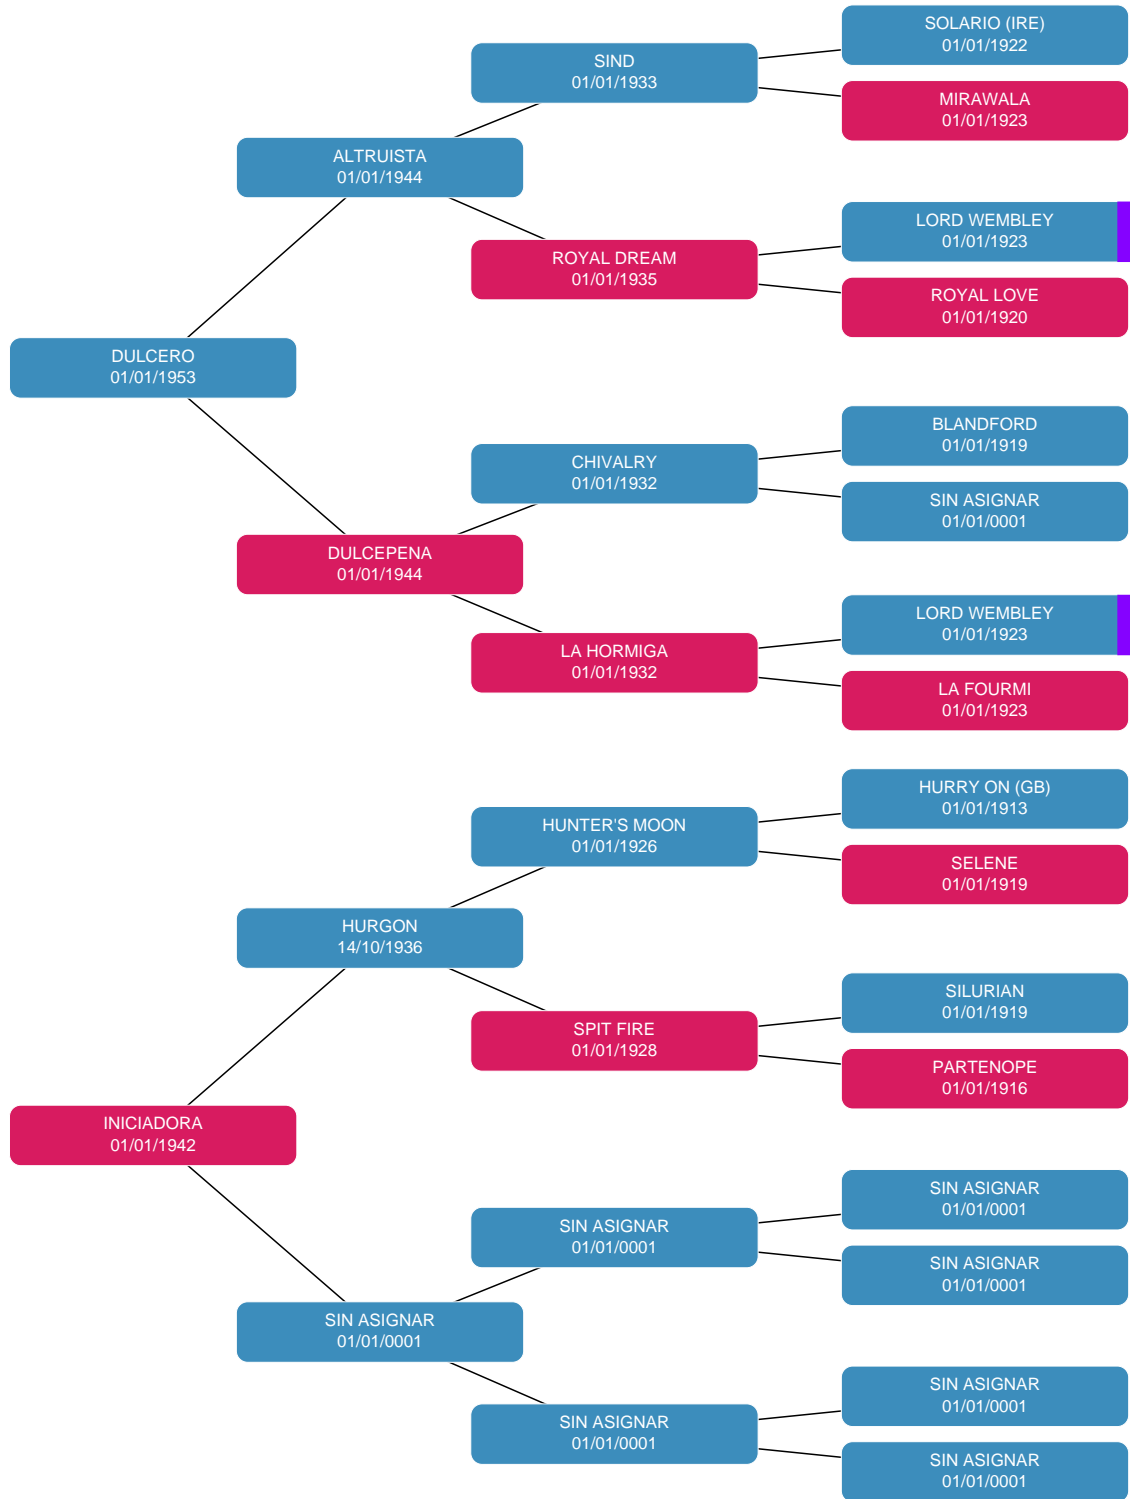 SOLARIO (IRE)
01/01/1922
SIND
01/01/1933
MIRAWALA
01/01/1923
ALTRUISTA
01/01/1944
LORD WEMBLEY
01/01/1923
ROYAL DREAM
01/01/1935
ROYAL LOVE
01/01/1920
DULCERO
01/01/1953
BLANDFORD
01/01/1919
CHIVALRY
01/01/1932
SIN ASIGNAR
01/01/0001
DULCEPENA
01/01/1944
LORD WEMBLEY
01/01/1923
LA HORMIGA
01/01/1932
LA FOURMI
01/01/1923
HURRY ON (GB)
01/01/1913
HUNTER'S MOON
01/01/1926
SELENE
01/01/1919
HURGON
14/10/1936
SILURIAN
01/01/1919
SPIT FIRE
01/01/1928
PARTENOPE
01/01/1916
INICIADORA
01/01/1942
SIN ASIGNAR
01/01/0001
SIN ASIGNAR
01/01/0001
SIN ASIGNAR
01/01/0001
SIN ASIGNAR
01/01/0001
SIN ASIGNAR
01/01/0001
SIN ASIGNAR
01/01/0001
SIN ASIGNAR
01/01/0001